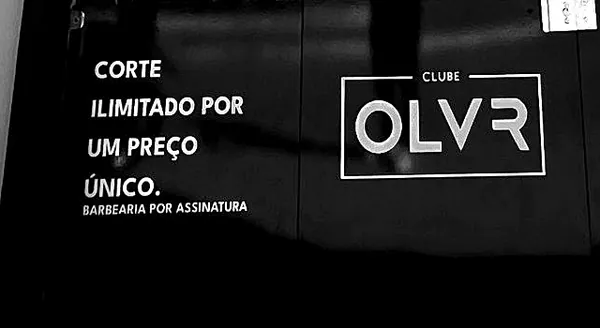 CORTE
ILIMITADO POR
UM PREÇO
ÚNICO.
BARBEARIA POR ASSINATURA
CLUBE
OLVR